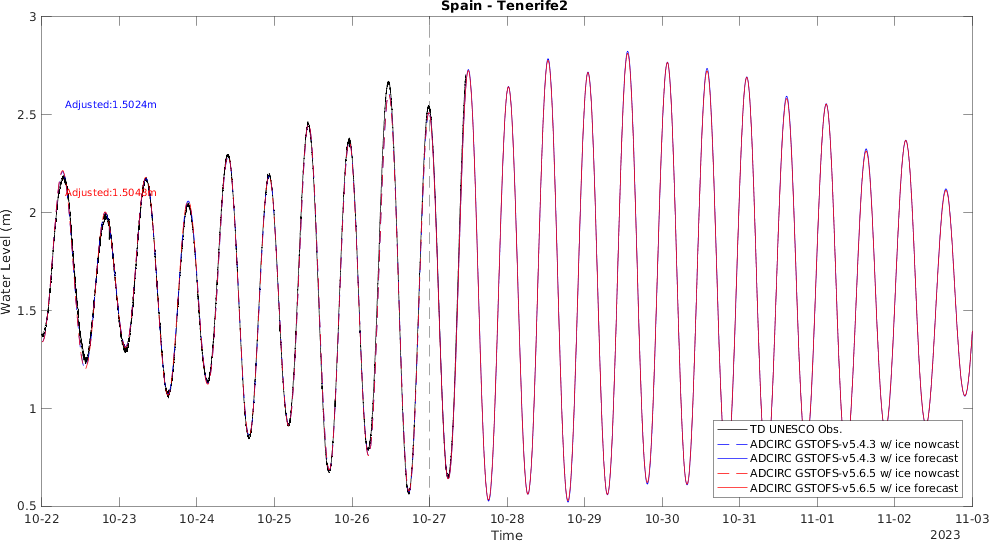 Spain - Tenerife2
3
2.5
2
1.5
1
0.5
Water Level (m)
Adjusted:1.5024m
Adjusted:1.5048m
TD UNESCO Obs.
ADCIRC GSTOFS-v5.4.3 w/ ice nowcast
ADCIRC GSTOFS-v5.4.3 w/ ice forecast
ADCIRC GSTOFS-v5.6.5 w/ ice nowcast
ADCIRC GSTOFS-v5.6.5 w/ ice forecast
10-22 10-23 10-24 10-25 10-26 10-27 10-28 10-29 10-30 10-31 11-01 11-02 11-03
Time
2023